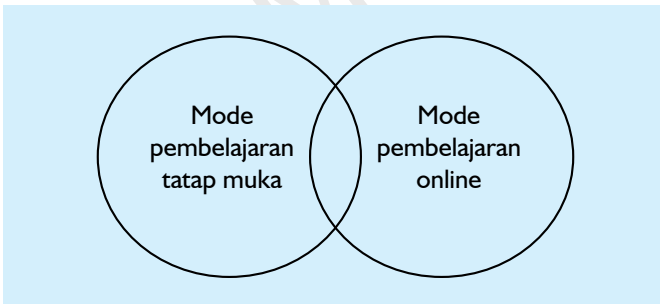 Mode
pembelajaran
tatap muka
Mode
pembelajaran
online